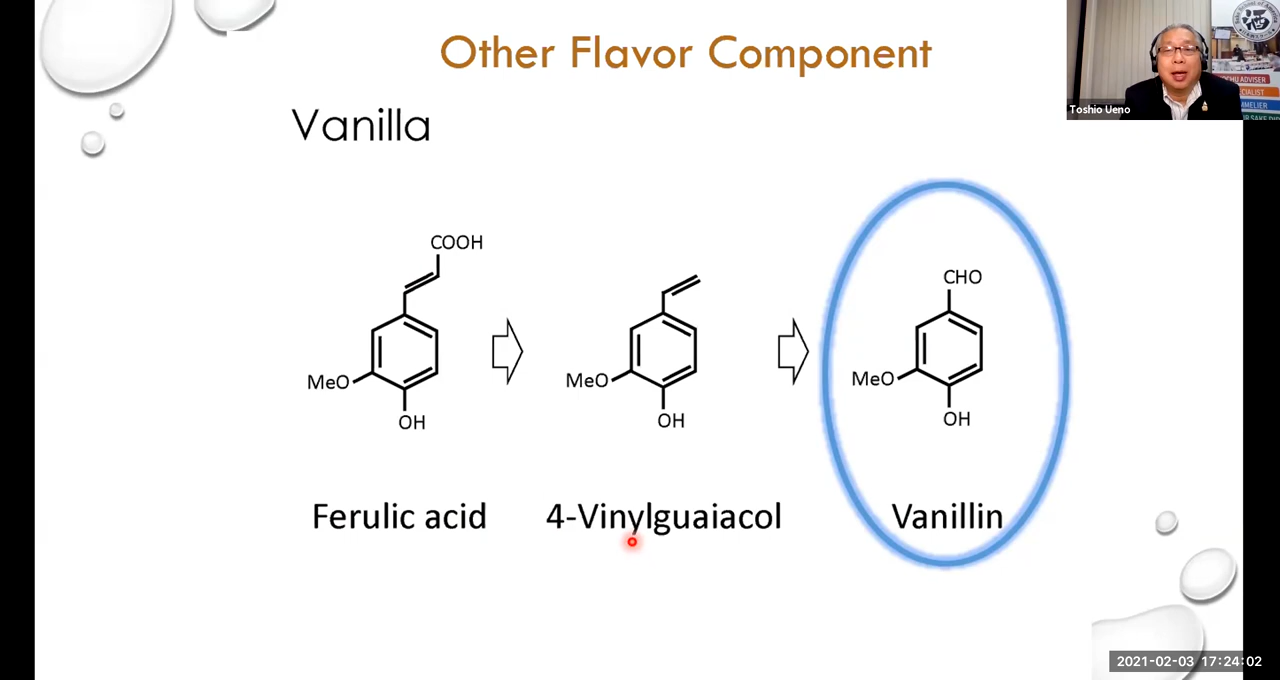 Other Flavor Component
Vanilla
Toshio Ueno
COOH
MeO
OH
MeO
OH
CHO
MeO
OH
Ferulic acid
4-Vinylguaiacol
Vanillin
2021-02-03 17:24:02